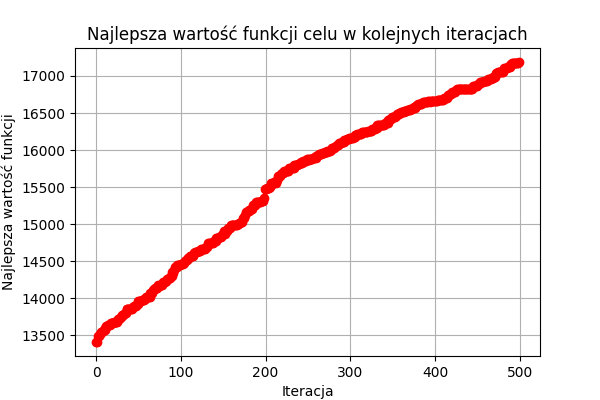 Najlepsza wartość funkcji celu w kolejnych iteracjach
Najlepsza wartość funkcji
17000
16500
16000
15500
15000
14500
14000
13500
0 100 200 300 400 500
Iteracja